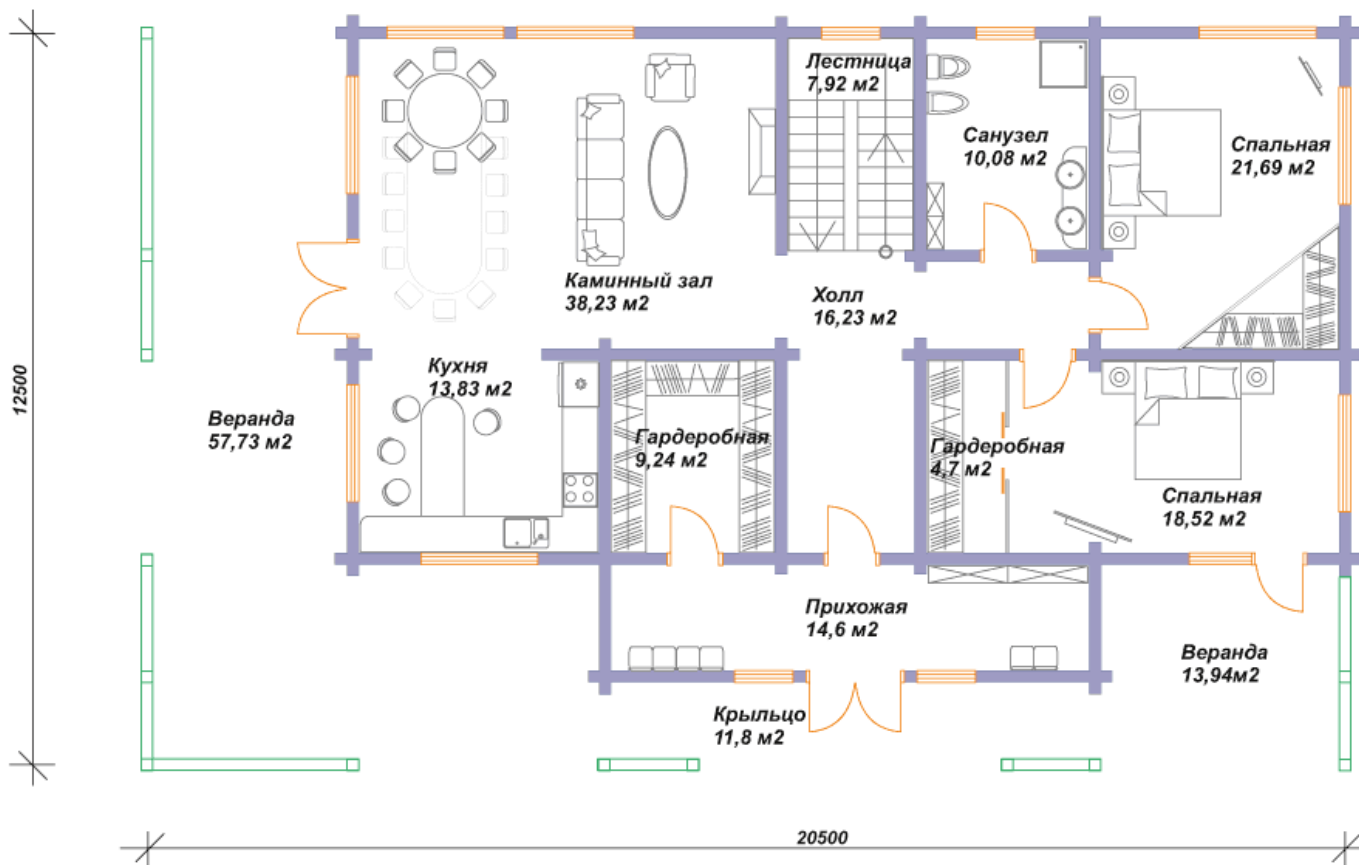 Лестница
7,92 м2
Санузел
10,08 м2
Спальная
21,69 м2
Каминный зал
38,23 м2
Холл
16,23 м2
12500
Кухня
13,83 м2
Веранда
57,73 м2
Гардеробная
9,24 м2
Гардеробная
4,7 м2
Спальная
18,52 м2
Прихожая
14,6 м2
Веранда
13,94м2
Крыльцо
11,8 м2
20500